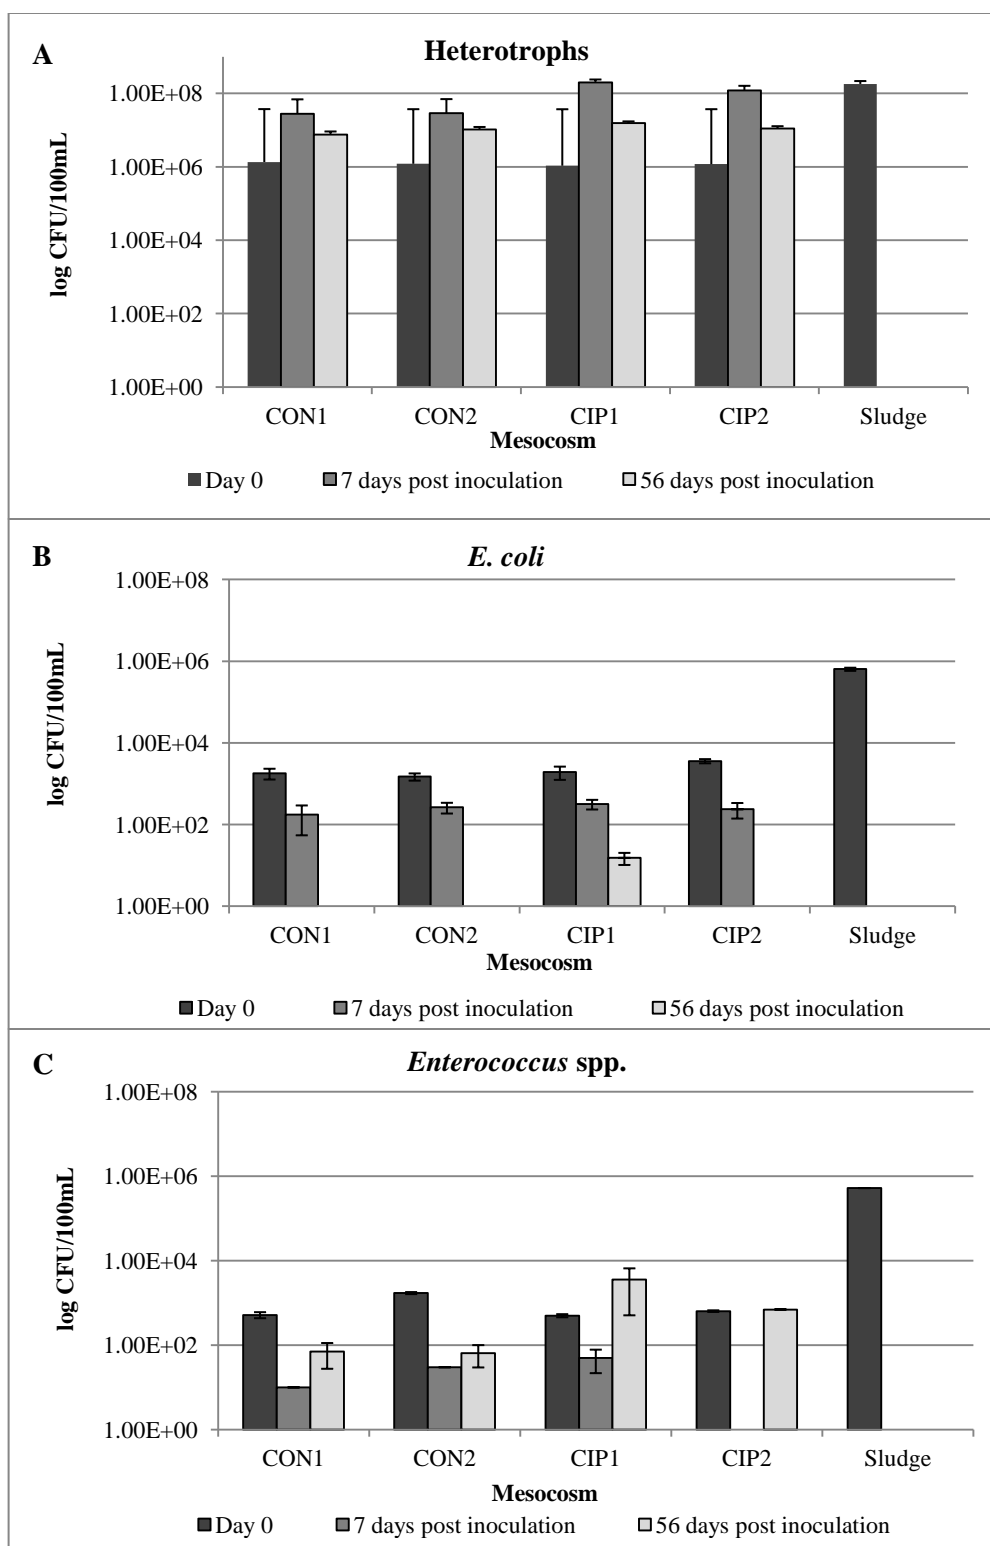 A
Heterotrophs
log CFU/100mL
1.00E+08
1.00E+06
1.00E+04
1.00E+02
1.00E+00
CON1 CON2 CIP1 CIP2 Sludge
Mesocosm
Day 0 7 days post inoculation 56 days post inoculation
B
E. coli
log CFU/100mL
1.00E+08
1.00E+06
1.00E+04
1.00E+02
1.00E+00
CON1 CON2 CIP1 CIP2 Sludge
Mesocosm
Day 0 7 days post inoculation 56 days post inoculation
C
Enterococcus spp.
log CFU/100mL
1.00E+08
1.00E+06
1.00E+04
1.00E+02
1.00E+00
CON1 CON2 CIP1 CIP2 Sludge
Mesocosm
Day 0 7 days post inoculation 56 days post inoculation